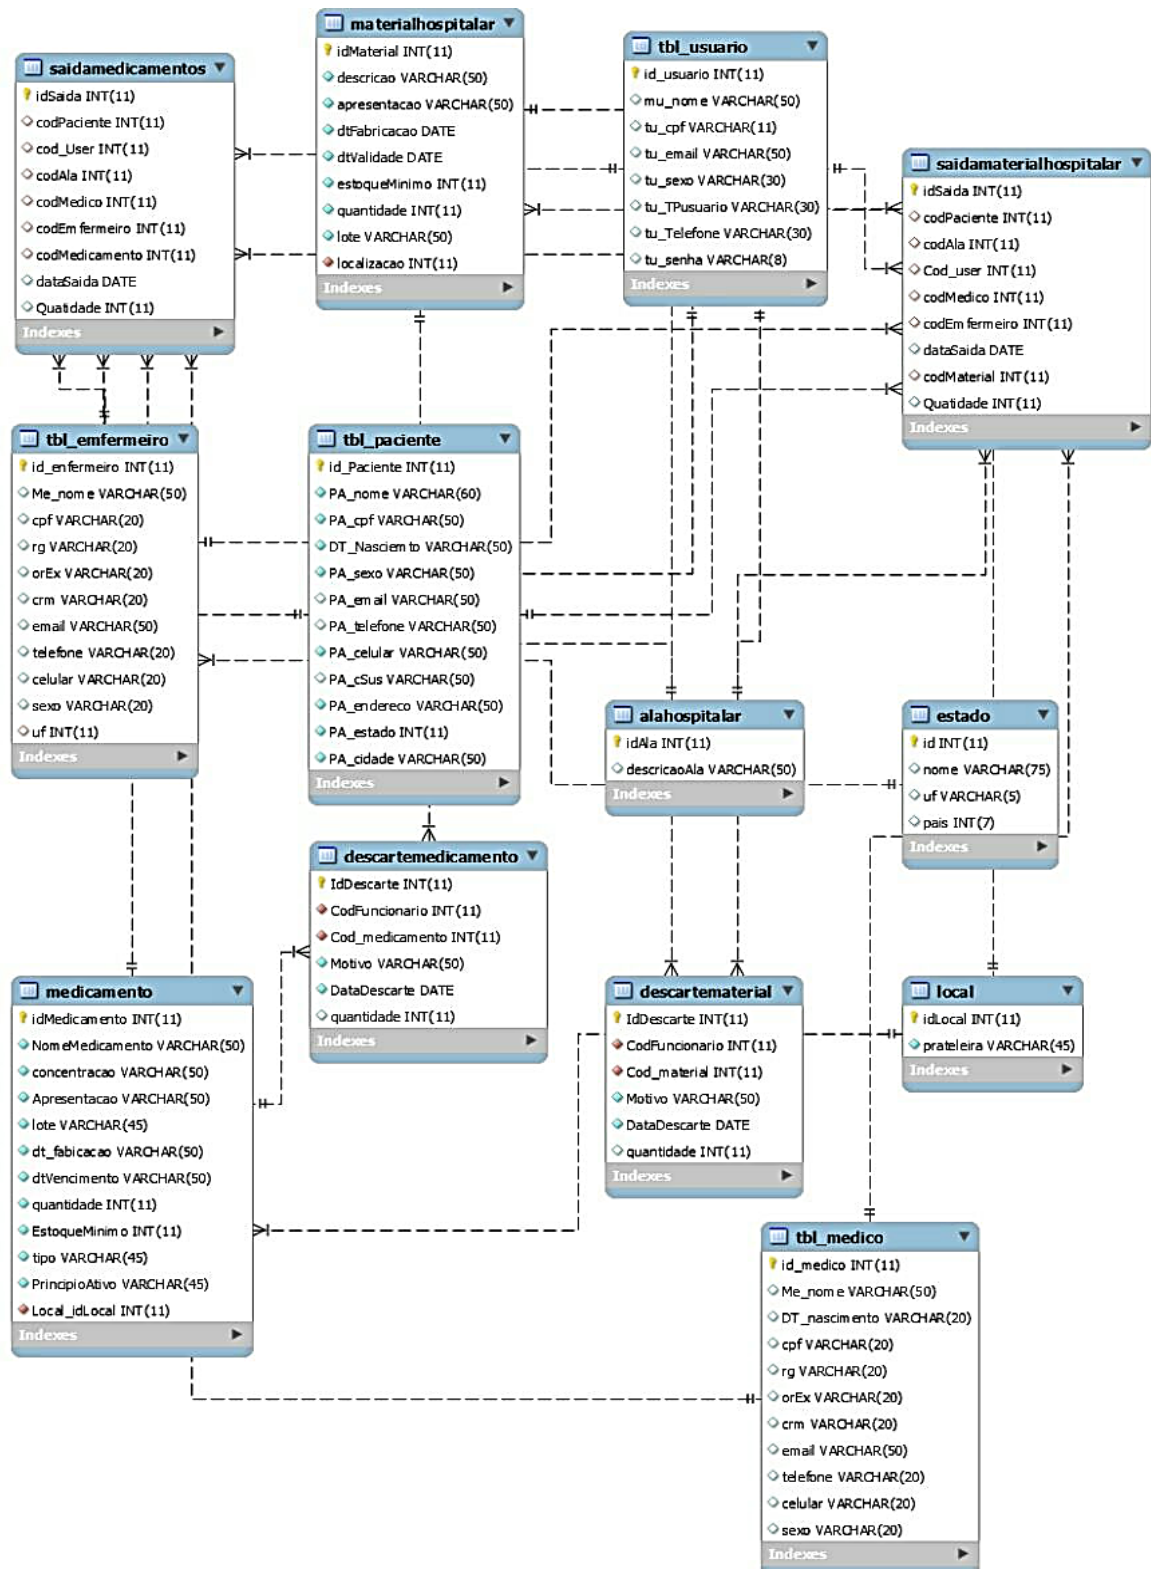 materialhospitalar
idMaterial INT(11)
descricao VARCHAR(50)
apresentacao VARCHAR(50)
dtFabricacao DATE
dtValidade DATE
estoqueMinimo INT(11)
quantidade INT(11)
lote VARCHAR(50)
localizacao INT(11)
Indexes
tbl_usuario
id_usuario INT(11)
mu_nome VARCHAR(50)
tu_cpf VARCHAR(11)
tu_email VARCHAR(50)
tu_sexo VARCHAR(30)
tu_TPusuario VARCHAR(30)
tu_Telefone VARCHAR(30)
tu_senha VARCHAR(8)
Indexes
saidamedicamentos
idSaida INT(11)
codPaciente INT(11)
cod_User INT(11)
codAla INT(11)
codMedico INT(11)
codEmfermeiro INT(11)
codMedicamento INT(11)
dataSaida DATE
Quatidade INT(11)
Indexes
saidamaterialhospitalar
idSaida INT(11)
codPaciente INT(11)
codAla INT(11)
Cod_user INT(11)
codMedico INT(11)
codEmfermeiro INT(11)
dataSaida DATE
codMaterial INT(11)
Quatidade INT(11)
Indexes
tbl_emfermeiro
id_enfermeiro INT(11)
Me_nome VARCHAR(50)
cpf VARCHAR(20)
rg VARCHAR(20)
orEx VARCHAR(20)
crm VARCHAR(20)
email VARCHAR(50)
telefone VARCHAR(20)
celular VARCHAR(20)
sexo VARCHAR(20)
uf INT(11)
Indexes
tbl_paciente
id_Paciente INT(11)
PA_nome VARCHAR(60)
PA_cpf VARCHAR(50)
DT_Nasciemto VARCHAR(50)
PA_sexo VARCHAR(50)
PA_email VARCHAR(50)
PA_telefone VARCHAR(50)
PA_celular VARCHAR(50)
PA_cSus VARCHAR(50)
PA_endereco VARCHAR(50)
PA_estado INT(11)
PA_cidade VARCHAR(50)
Indexes
alahospitalar
idAla INT(11)
descricaoAla VARCHAR(50)
Indexes
estado
id INT(11)
nome VARCHAR(75)
uf VARCHAR(5)
pais INT(7)
Indexes
descartemedicamento
IdDescarte INT(11)
CodFuncionario INT(11)
Cod_medicamento INT(11)
Motivo VARCHAR(50)
DataDescarte DATE
quantidade INT(11)
Indexes
medicamento
idMedicamento INT(11)
NomeMedicamento VARCHAR(50)
concentracao VARCHAR(50)
Apresentacao VARCHAR(50)
lote VARCHAR(45)
dt_fabicacao VARCHAR(50)
dtVencimento VARCHAR(50)
quantidade INT(11)
EstoqueMinimo INT(11)
tipo VARCHAR(45)
PrincipioAtivo VARCHAR(45)
Local_idLocal INT(11)
Indexes
descartematerial
IdDescarte INT(11)
CodFuncionario INT(11)
Cod_material INT(11)
Motivo VARCHAR(50)
DataDescarte DATE
quantidade INT(11)
Indexes
local
idLocal INT(11)
prateleira VARCHAR(45)
Indexes
tbl_medico
id_medico INT(11)
Me_nome VARCHAR(50)
DT_nascimento VARCHAR(20)
cpf VARCHAR(20)
rg VARCHAR(20)
orEx VARCHAR(20)
crm VARCHAR(20)
email VARCHAR(50)
telefone VARCHAR(20)
celular VARCHAR(20)
sexo VARCHAR(20)
Indexes